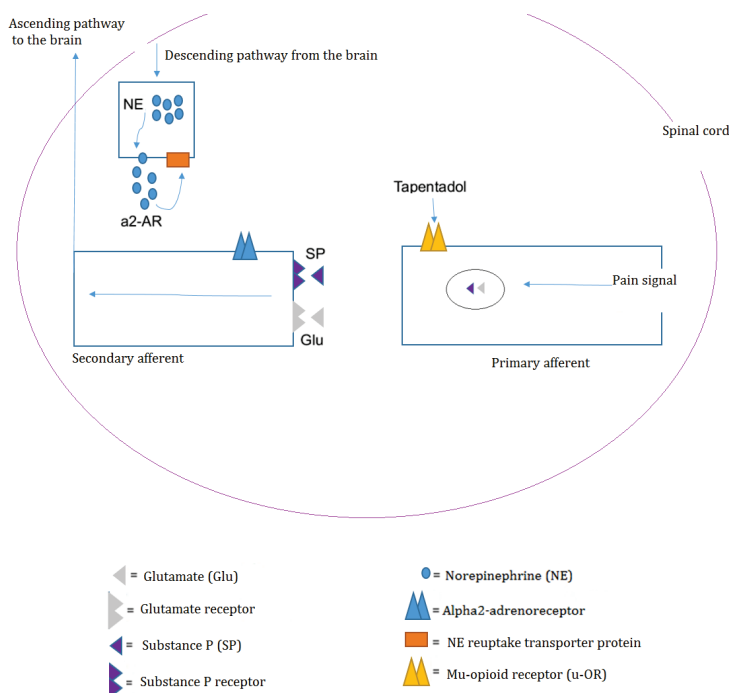 Ascending pathway
to the brain
Descending pathway from the brain
NE
Spinal cord
a2-AR
Tapentadol
SP
Pain signal
Glu
Secondary afferent
Primary afferent
= Glutamate (Glu)
= Glutamate receptor
= Substance P (SP)
= Substance P receptor
= Norepinephrine (NE)
= Alpha2-adrenoreceptor
= NE reuptake transporter protein
= Mu-opioid receptor (u-OR)